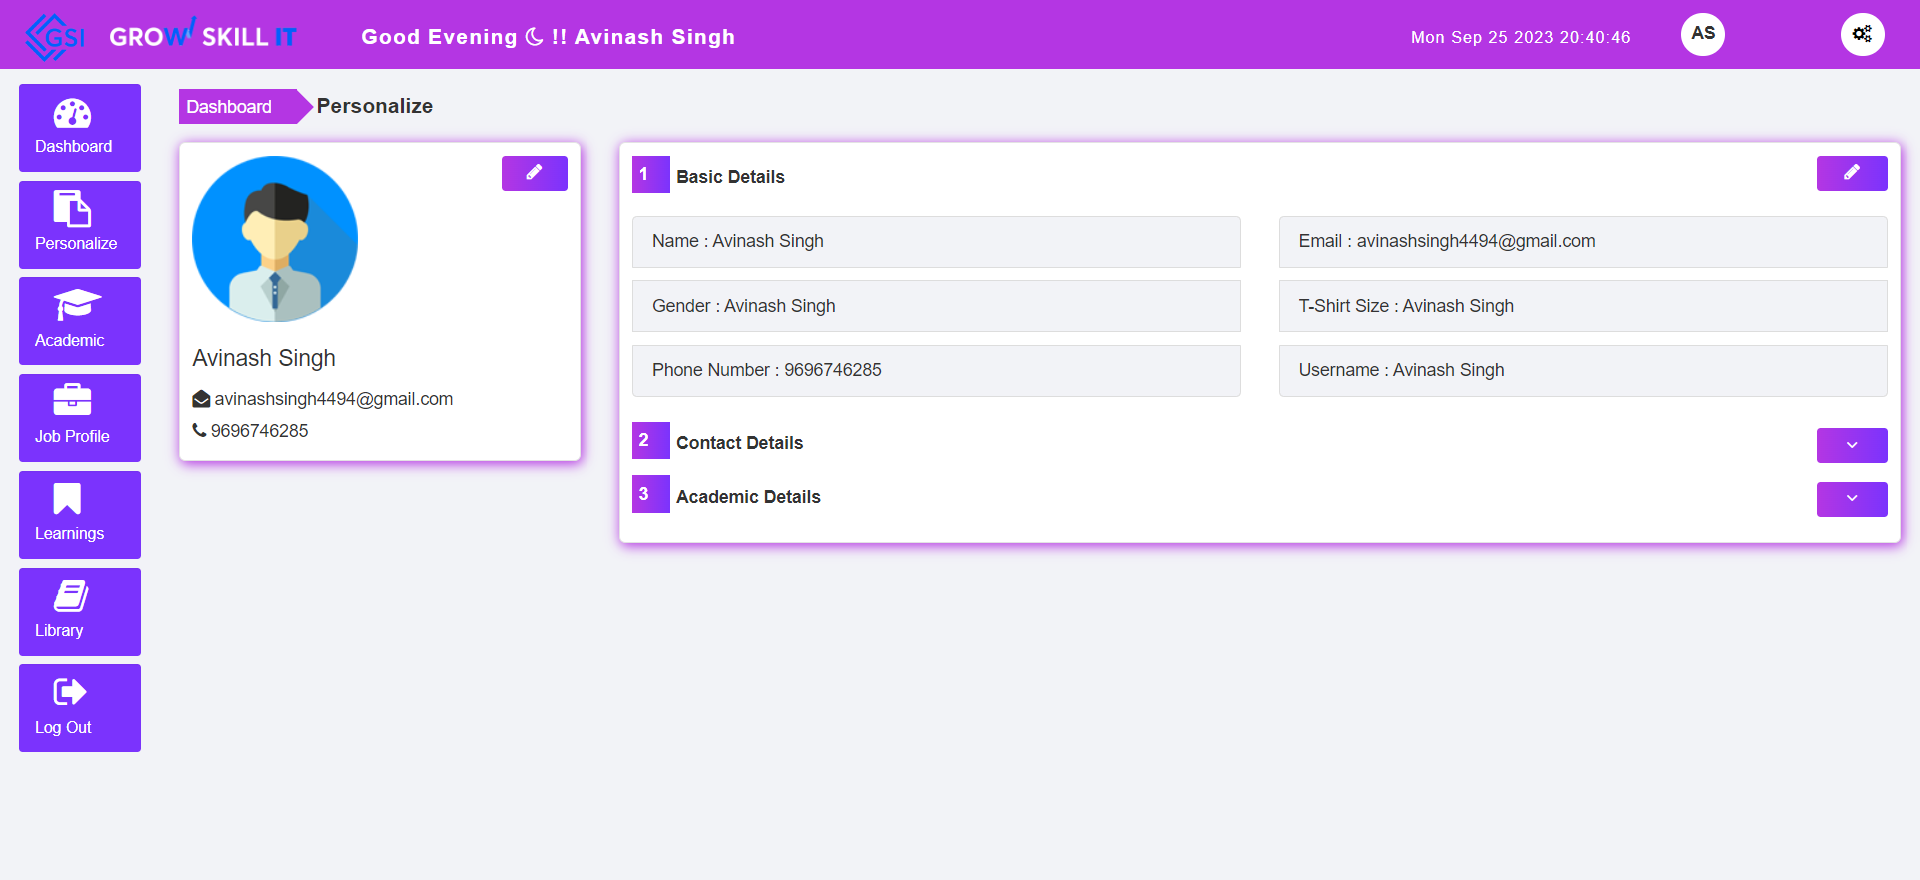 GSI GROW SKILL IT Good Evening !! Avinash Singh Mon Sep 25 2023 20:40:46 AS
Dashboard
Personalize
Academic
Job Profile
Learnings
Library
Log Out
Dashboard Personalize
Avinash Singh
avinashsingh4494@gmail.com
9696746285
1 Basic Details
Name : Avinash Singh
Email : avinashsingh4494@gmail.com
Gender : Avinash Singh
T-Shirt Size : Avinash Singh
Phone Number : 9696746285
Username : Avinash Singh
2 Contact Details
3 Academic Details